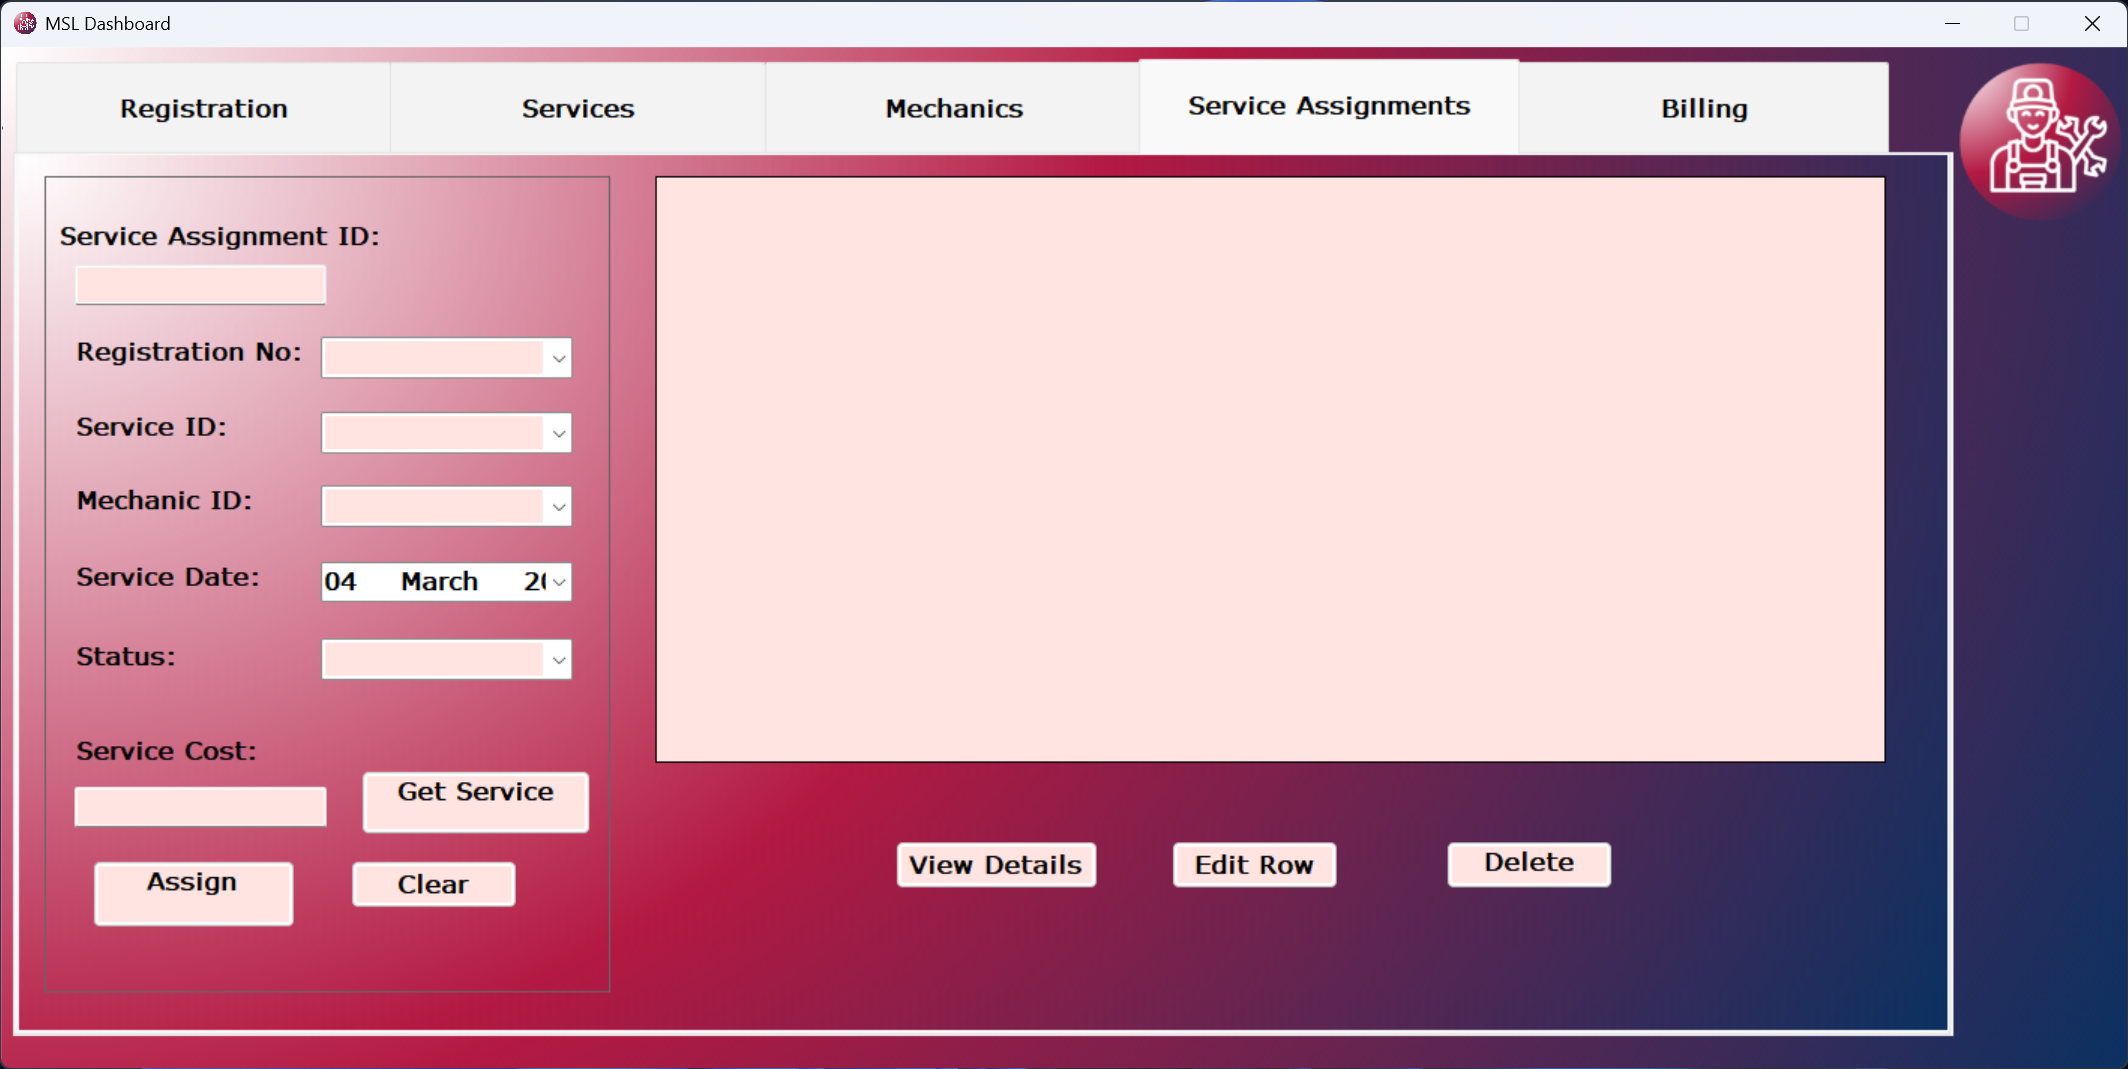 MSL Dashboard
Registration
Services
Mechanics
Service Assignments
Billing
Service Assignment ID:
Registration No:
Service ID:
Mechanic ID:
Service Date:
04 March
Status:
Service Cost:
Get Service
Assign
Clear
View Details
Edit Row
Delete